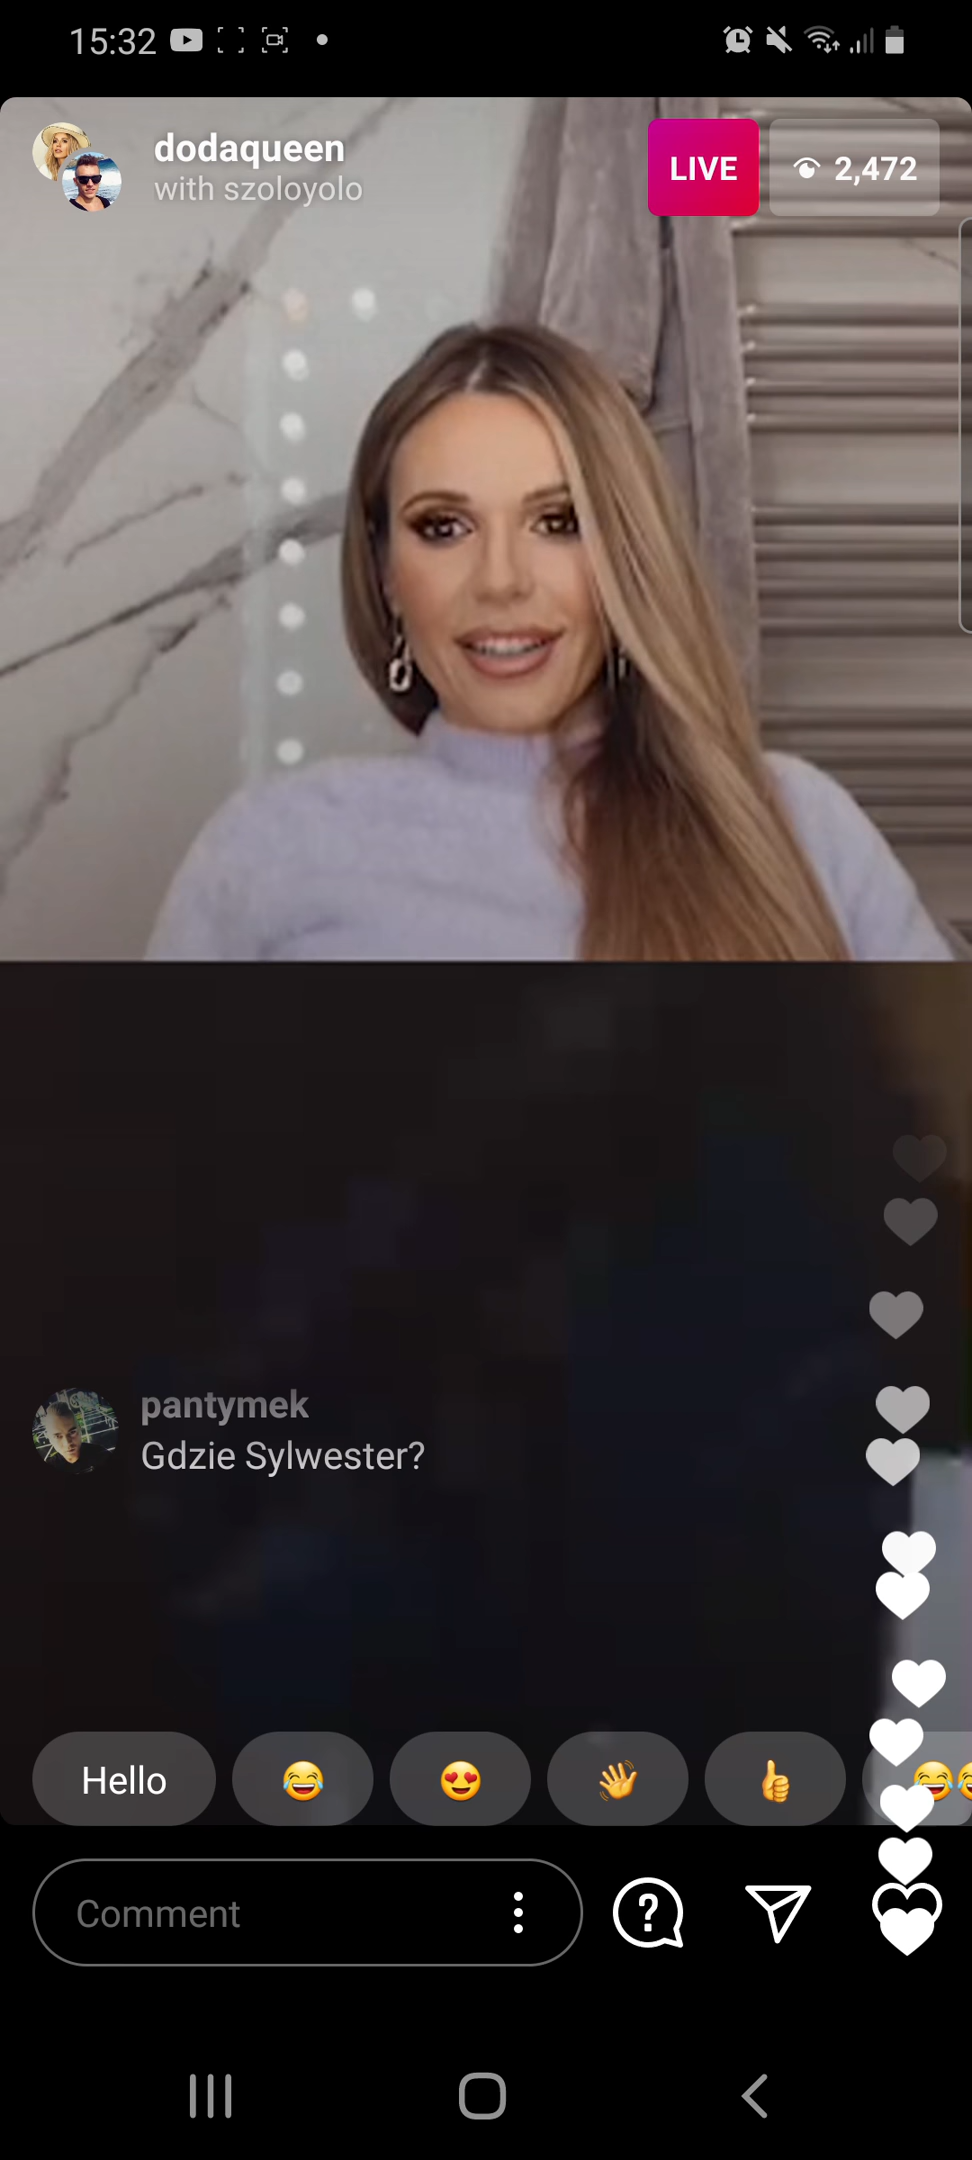 15:32
dodaqueen
with szoloyolo
LIVE
2,472
pantymek
Gdzie Sylwester?
Hello
Comment